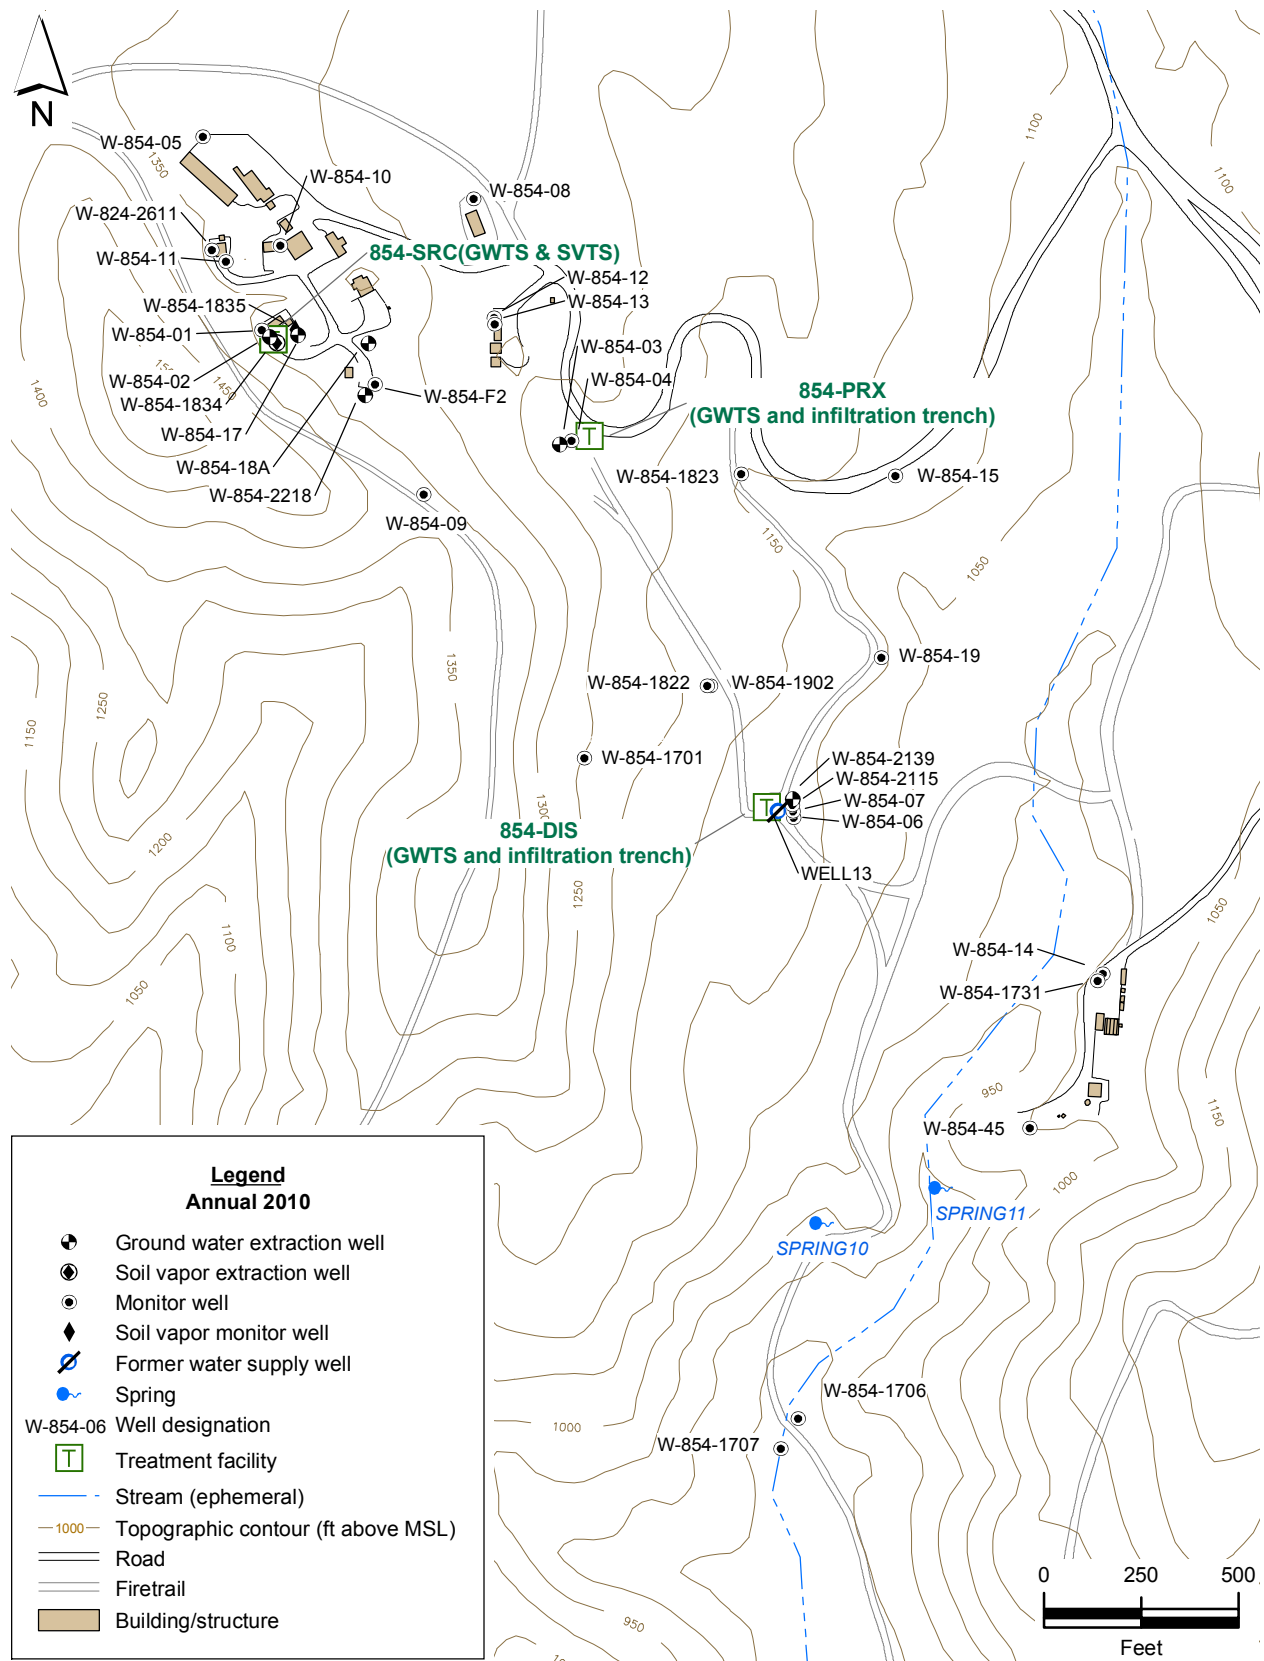 N
1100
1100
W-854-05
1350
W-854-10
W-854-08
W-824-2611
854-SRC(GWTS & SVTS)
W-854-11
W-854-12
W-854-1835
W-854-13
W-854-01
W-854-03
W-854-02
W-854-04
1400
1450
W-854-1834
W-854-F2
854-PRX
(GWTS and infiltration trench)
W-854-17
W-854-18A
W-854-1823
W-854-15
W-854-2218
W-854-09
1150
1050
W-854-19
1350
W-854-1822
W-854-1902
1250
1150
W-854-1701
W-854-2139
W-854-2115
W-854-07
W-854-06
1300
854-DIS
(GWTS and infiltration trench)
1200
WELL13
1250
1050
1100
W-854-14
1050
W-854-1731
950
1150
W-854-45
1000
SPRING11
SPRING10
Legend
Annual 2010
Ground water extraction well
Soil vapor extraction well
Monitor well
Soil vapor monitor well
Former water supply well
Spring
W-854-06 Well designation
T Treatment facility
Stream (ephemeral)
1000 Topographic contour (ft above MSL)
Road
Firetrail
Building/structure
W-854-1706
1000
W-854-1707
950
0 250 500
Feet
T
T